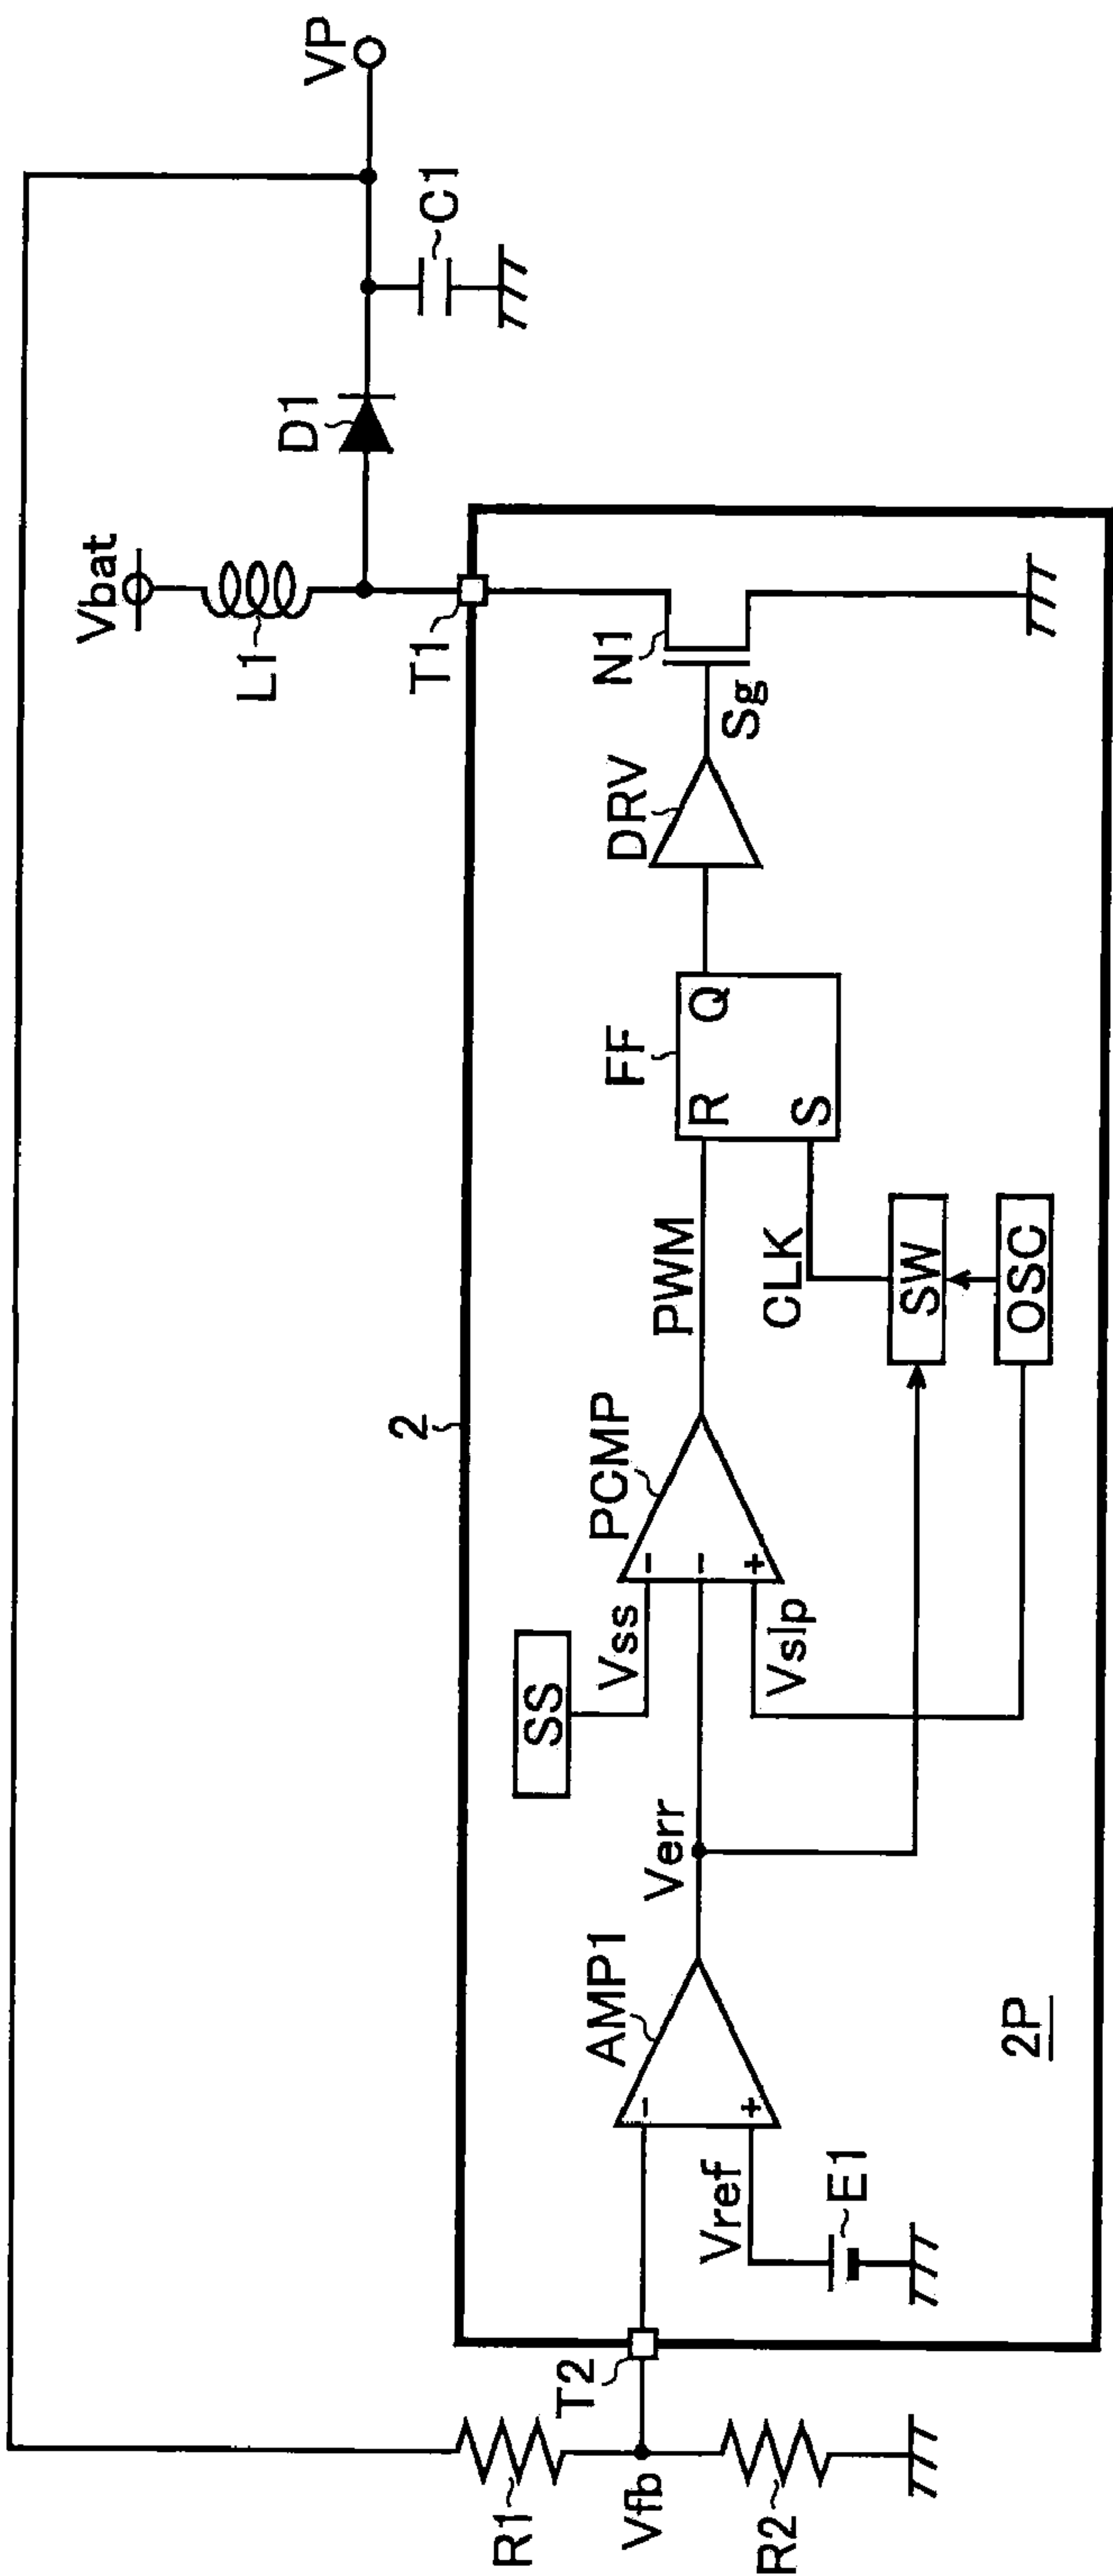 VP
C1
D1
Vbat
L1
T1
N1
Sg
DRV
FF
R
Q
S
PWM
CLK
SW
OSC
2
PCMP
-
-
+
SS
Vss
Vslp
Verr
AMP1
-
+
Vref
E1
2P
T2
R1
Vfb
R2